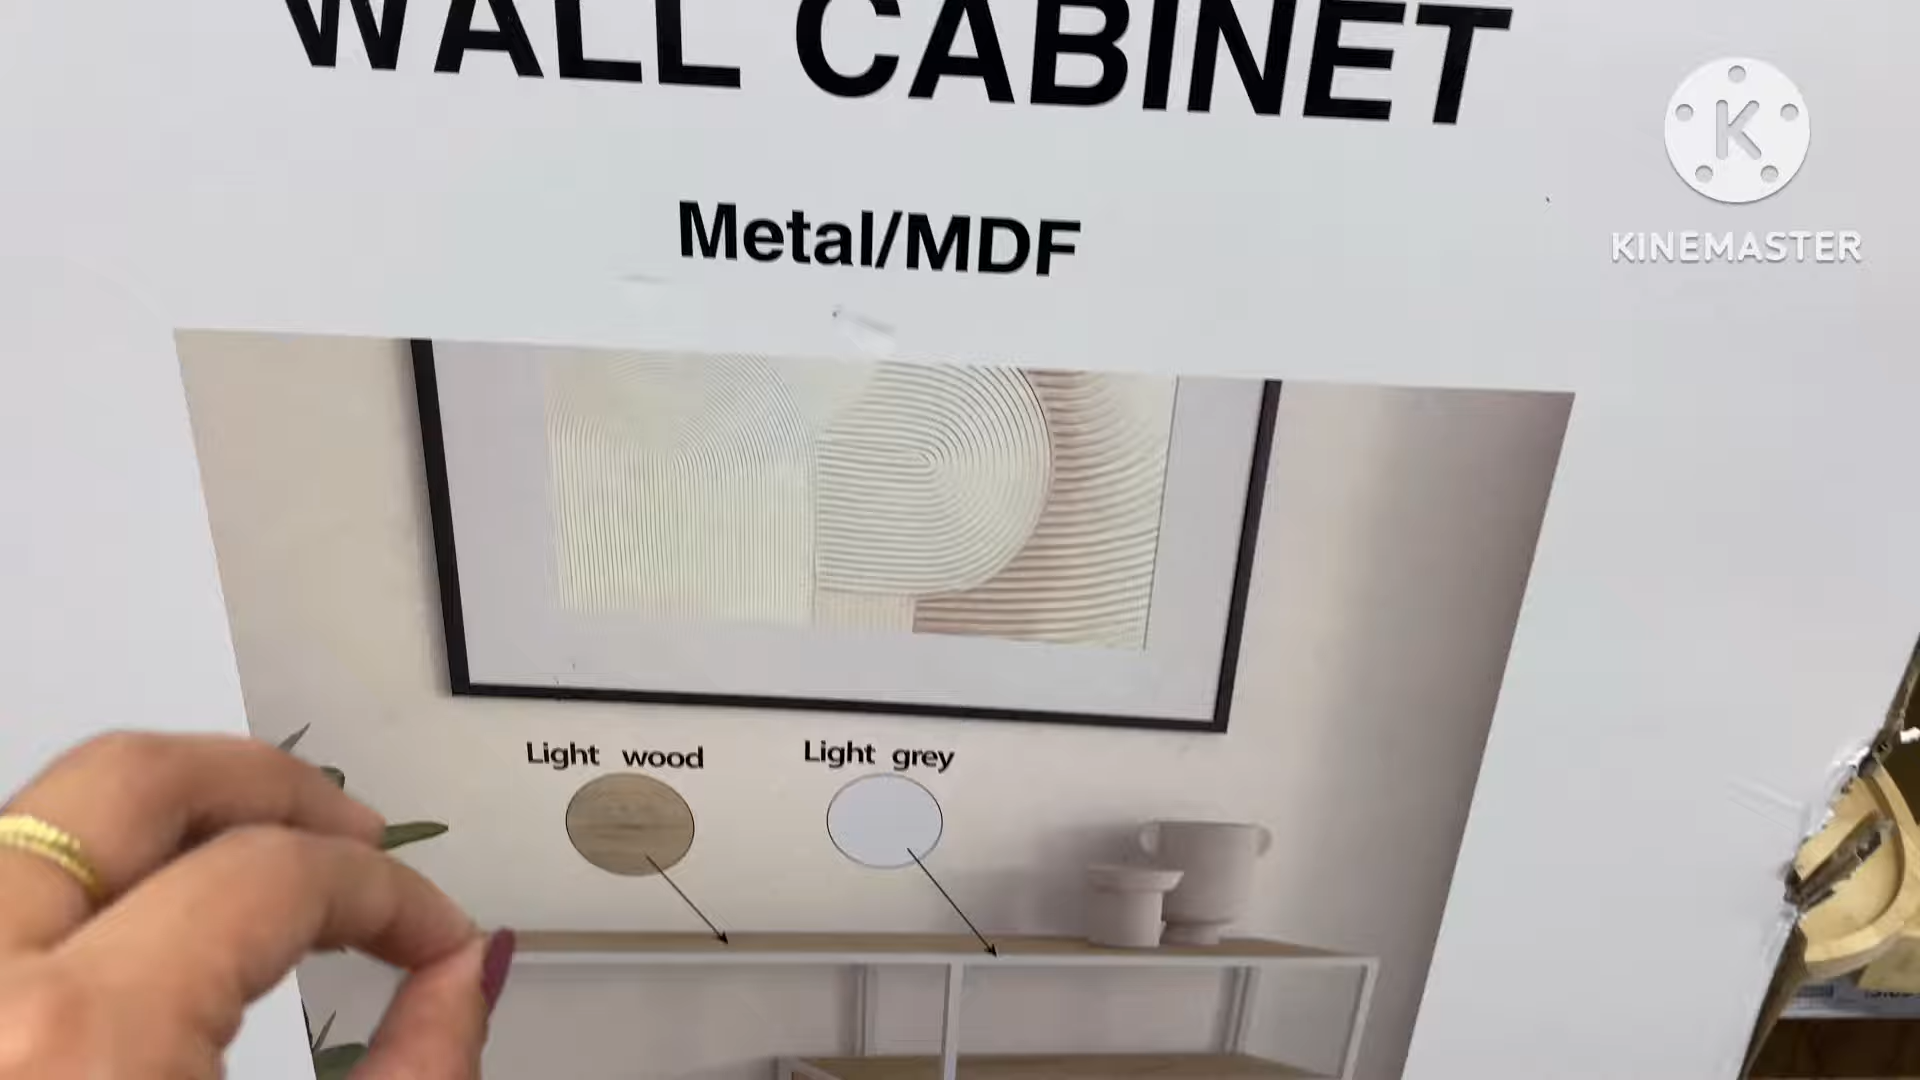 WALL CABINET
Metal/MDF
K
KINEMASTER
Light wood
Light grey